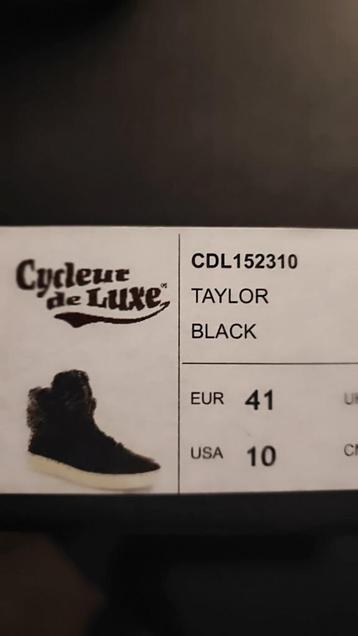 Cycleur
de Luxe®
CDL152310
TAYLOR
BLACK
EUR 41
USA 10